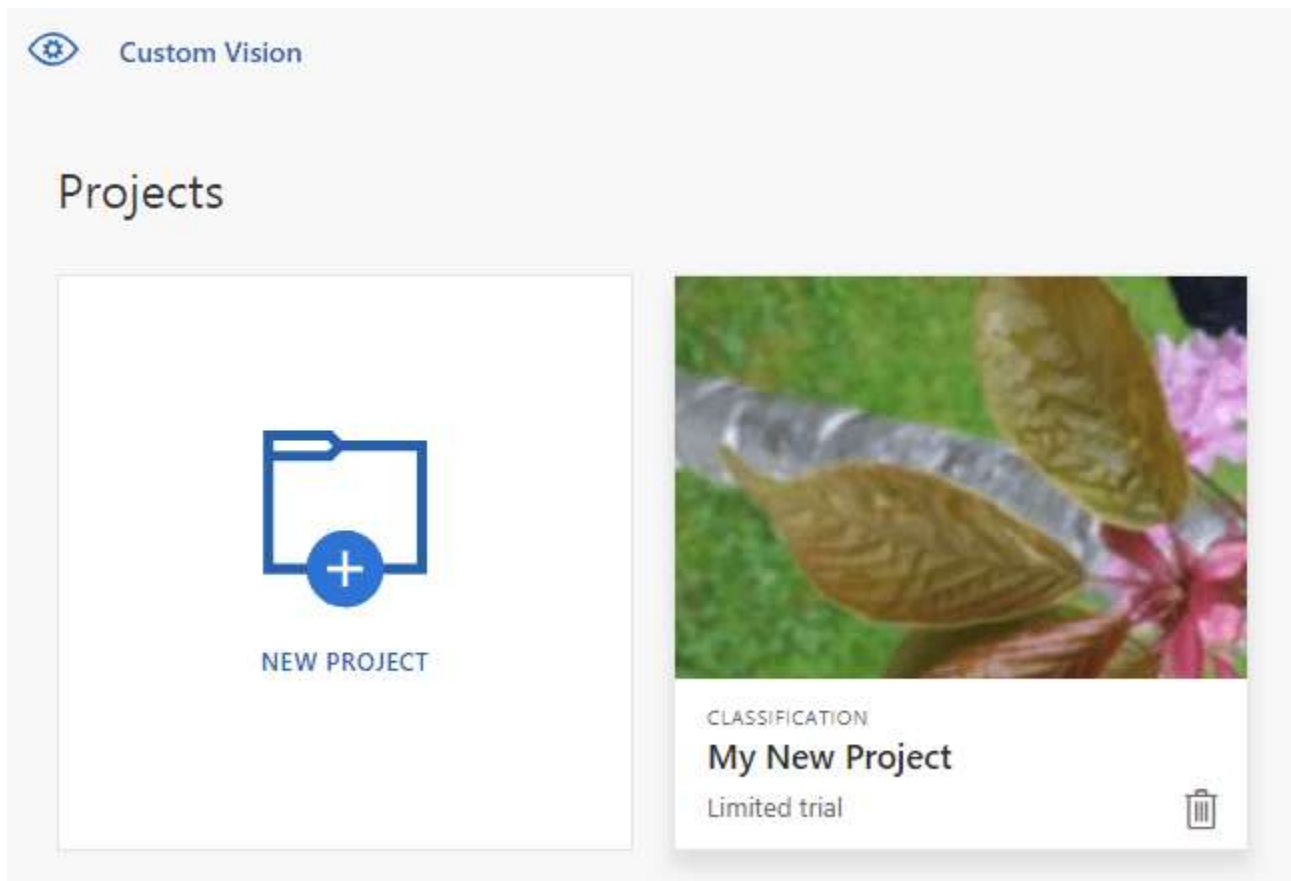 Custom Vision
Projects
NEW PROJECT
CLASSIFICATION
My New Project
Limited trial